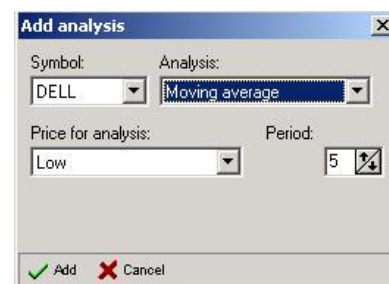 Add analysis
Symbol: Analysis:
DELL Moving average
Price for analysis: Period:
Low 5
Add Cancel